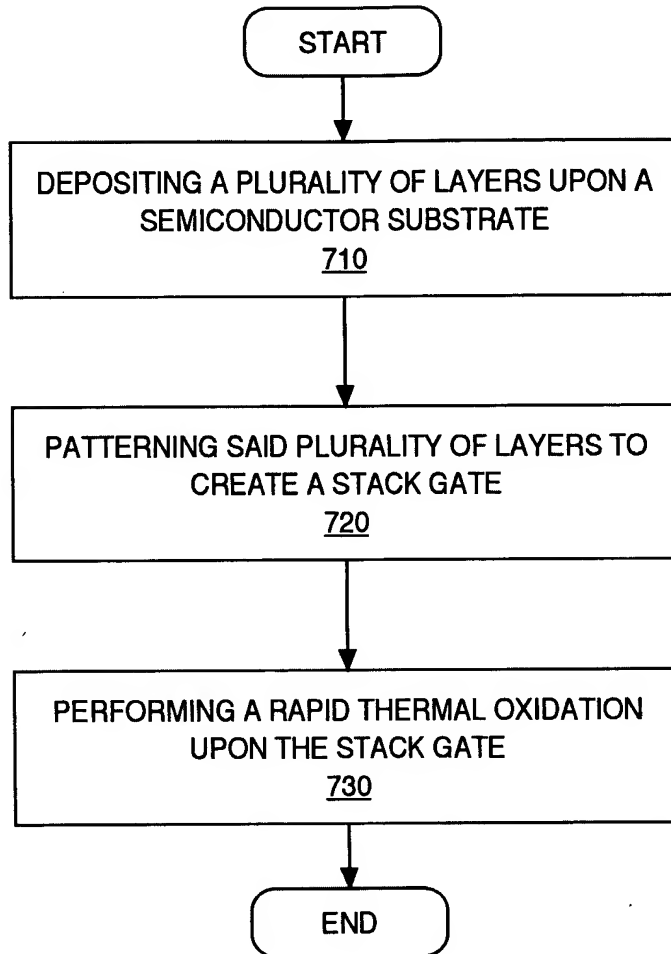 START
DEPOSITING A PLURALITY OF LAYERS UPON A
SEMICONDUCTOR SUBSTRATE
710
PATTERNING SAID PLURALITY OF LAYERS TO
CREATE A STACK GATE
720
PERFORMING A RAPID THERMAL OXIDATION
UPON THE STACK GATE
730
END